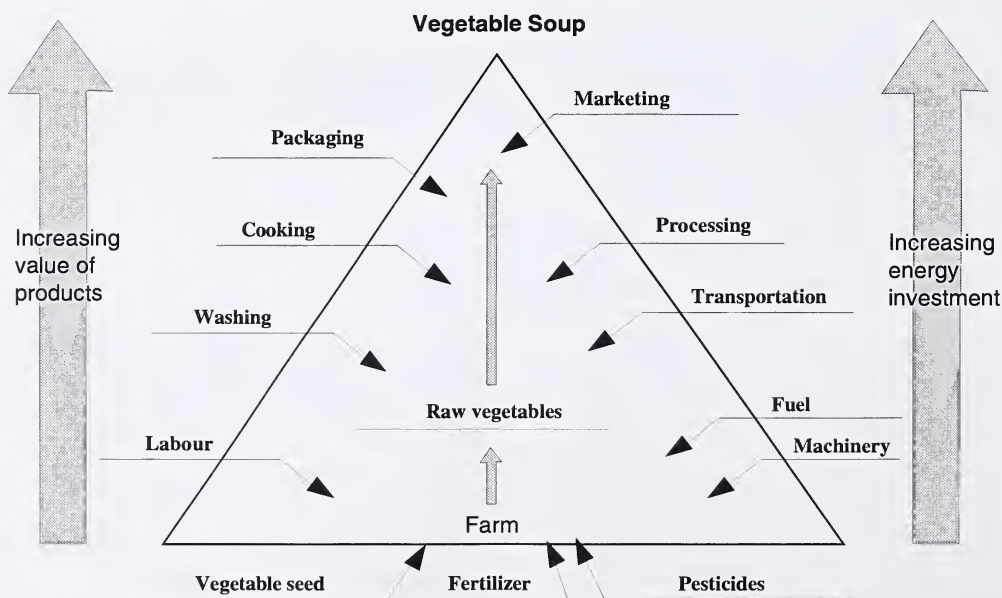 Vegetable Soup
Marketing
Packaging
Cooking
Processing
Increasing
value of
products
Increasing
energy
investment
Washing
Transportation
Raw vegetables
Fuel
Labour
Machinery
Farm
Vegetable seed
Fertilizer
Pesticides